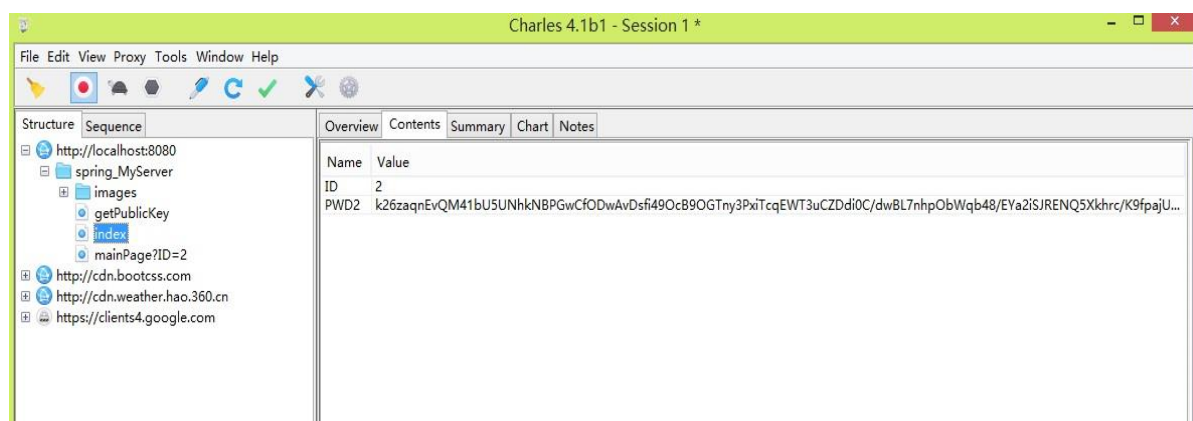 Charles 4.1b1 - Session 1 *
File Edit View Proxy Tools Window Help
Structure Sequence
http://localhost:8080
spring_MyServer
images
getPublicKey
index
mainPage?ID=2
http://cdn.bootcss.com
http://cdn.weather.hao.360.cn
https://clients4.google.com
Overview Contents Summary Chart Notes
Name Value
ID 2
PWD2 k26zaqnEvQM41bU5UNhkNBPGwCfODwAvDsfi49OcB9OGTny3PxiTcqEWT3uCZDdi0C/dwBL7nhpObWqb48/EYa2iSJRENQ5Xkhrc/K9fpajU...